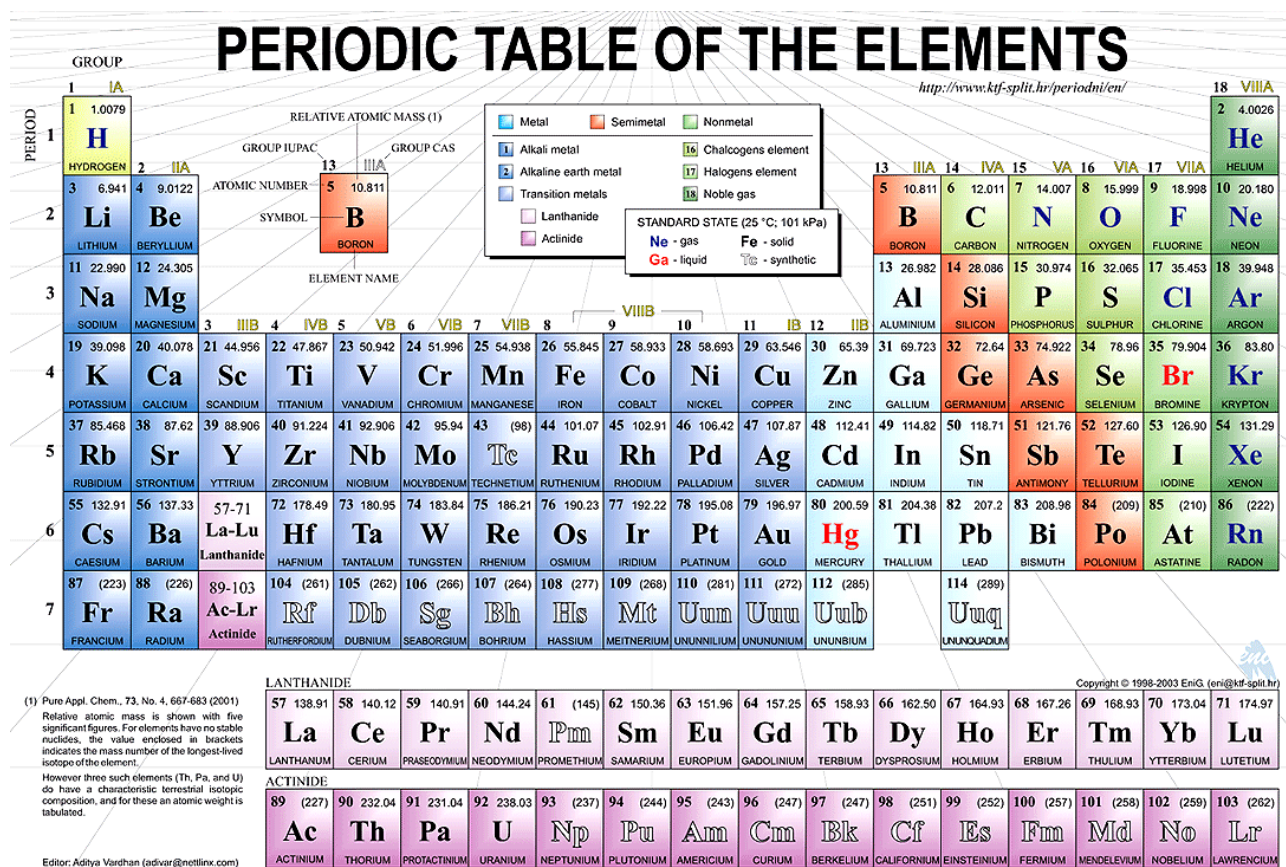 PERIODIC TABLE OF THE ELEMENTS
http://www.ktf-split.hr/periodni/en/
GROUP
PERIOD
1 IA
18 VIIIA
1
1 1.0079
H
HYDROGEN
2 4.0026
He
HELIUM
RELATIVE ATOMIC MASS (1)
GROUP IUPAC
GROUP CAS
13 IIIA
ATOMIC NUMBER
5 10.811
SYMBOL
B
BORON
ELEMENT NAME
Metal Semimetal Nonmetal
1 Alkali metal
16 Chalcogens element
2 Alkaline earth metal
17 Halogens element
Transition metals
18 Noble gas
Lanthanide
Actinide
STANDARD STATE (25 °C; 101 kPa)
Ne - gas Fe - solid
Ga - liquid Tc - synthetic
2 IIA
13 IIIA 14 IVA 15 VA 16 VIA 17 VIIA
2
3 6.941 4 9.0122 5 10.811 6 12.011 7 14.007 8 15.999 9 18.998 10 20.180
Li Be B C N O F Ne
LITHIUM BERYLLIUM BORON CARBON NITROGEN OXYGEN FLUORINE NEON
3
11 22.990 12 24.305 13 26.982 14 28.086 15 30.974 16 32.065 17 35.453 18 39.948
Na Mg Al Si P S Cl Ar
SODIUM MAGNESIUM ALUMINIUM SILICON PHOSPHORUS SULPHUR CHLORINE ARGON
VIIIB
3 IIIB 4 IVB 5 VB 6 VIB 7 VIIB 8 9 10 11 IB 12 IIB
4
19 39.098 20 40.078 21 44.956 22 47.867 23 50.942 24 51.996 25 54.938 26 55.845 27 58.933 28 58.693 29 63.546 30 65.39 31 69.723 32 72.64 33 74.922 34 78.96 35 79.904 36 83.80
K Ca Sc Ti V Cr Mn Fe Co Ni Cu Zn Ga Ge As Se Br Kr
POTASSIUM CALCIUM SCANDIUM TITANIUM VANADIUM CHROMIUM MANGANESE IRON COBALT NICKEL COPPER ZINC GALLIUM GERMANIUM ARSENIC SELENIUM BROMINE KRYPTON
5
37 85.468 38 87.62 39 88.906 40 91.224 41 92.906 42 95.94 43 (98) 44 101.07 45 102.91 46 106.42 47 107.87 48 112.41 49 114.82 50 118.71 51 121.76 52 127.60 53 126.90 54 131.29
Rb Sr Y Zr Nb Mo Tc Ru Rh Pd Ag Cd In Sn Sb Te I Xe
RUBIDIUM STRONTIUM YTTRIUM ZIRCONIUM NIOBIUM MOLYBDENUM TECHNETIUM RUTHENIUM RHODIUM PALLADIUM SILVER CADMIUM INDIUM TIN ANTIMONY TELLURIUM IODINE XENON
6
55 132.91 56 137.33 57-71 72 178.49 73 180.95 74 183.84 75 186.21 76 190.23 77 192.22 78 195.08 79 196.97 80 200.59 81 204.38 82 207.2 83 208.98 84 (209) 85 (210) 86 (222)
Cs Ba La-Lu Hf Ta W Re Os Ir Pt Au Hg Tl Pb Bi Po At Rn
CAESIUM BARIUM Lanthanide HAFNIUM TANTALUM TUNGSTEN RHENIUM OSMIUM IRIDIUM PLATINUM GOLD MERCURY THALLIUM LEAD BISMUTH POLONIUM ASTATINE RADON
7
87 (223) 88 (226) 89-103 104 (261) 105 (262) 106 (266) 107 (264) 108 (277) 109 (268) 110 (281) 111 (272) 112 (285) 114 (289)
Fr Ra Ac-Lr Rf Db Sg Bh Hs Mt Uun Uuu Uub Uuq
FRANCIUM RADIUM Actinide RUTHERFORDIUM DUBNIUM SEABORGIUM BOHRIUM HASSIUM MEITNERIUM UNUNNILIUM UNUNUNIUM UNUNBIUM UNUNQUADIUM
Copyright © 1998-2003 EniG. (eni@ktf-split.hr)
LANTHANIDE
57 138.91 58 140.12 59 140.91 60 144.24 61 (145) 62 150.36 63 151.96 64 157.25 65 158.93 66 162.50 67 164.93 68 167.26 69 168.93 70 173.04 71 174.97
La Ce Pr Nd Pm Sm Eu Gd Tb Dy Ho Er Tm Yb Lu
LANTHANUM CERIUM PRASEODYMIUM NEODYMIUM PROMETHIUM SAMARIUM EUROPIUM GADOLINIUM TERBIUM DYSPROSIUM HOLMIUM ERBIUM THULIUM YTTERBIUM LUTETIUM
ACTINIDE
89 (227) 90 232.04 91 231.04 92 238.03 93 (237) 94 (244) 95 (243) 96 (247) 97 (247) 98 (251) 99 (252) 100 (257) 101 (258) 102 (259) 103 (262)
Ac Th Pa U Np Pu Am Cm Bk Cf Es Fm Md No Lr
ACTINIUM THORIUM PROTACTINIUM URANIUM NEPTUNIUM PLUTONIUM AMERICIUM CURIUM BERKELIUM CALIFORNIUM EINSTEINIUM FERMIUM MENDELEVIUM NOBELIUM LAWRENCIUM
(1) Pure Appl. Chem., 73, No. 4, 667-683 (2001)
Relative atomic mass is shown with five
significant figures. For elements have no stable
nuclides, the value enclosed in brackets
indicates the mass number of the longest-lived
isotope of the element.
However three such elements (Th, Pa, and U)
do have a characteristic terrestrial isotopic
composition, and for these an atomic weight is
tabulated.
Editor: Aditya Vardhan (adivar@nettlinx.com)